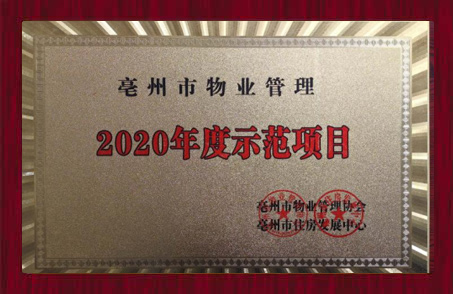 亳州市物业管理
2020年度示范项目
亳州市物业管理协会
亳州市住房发展中心